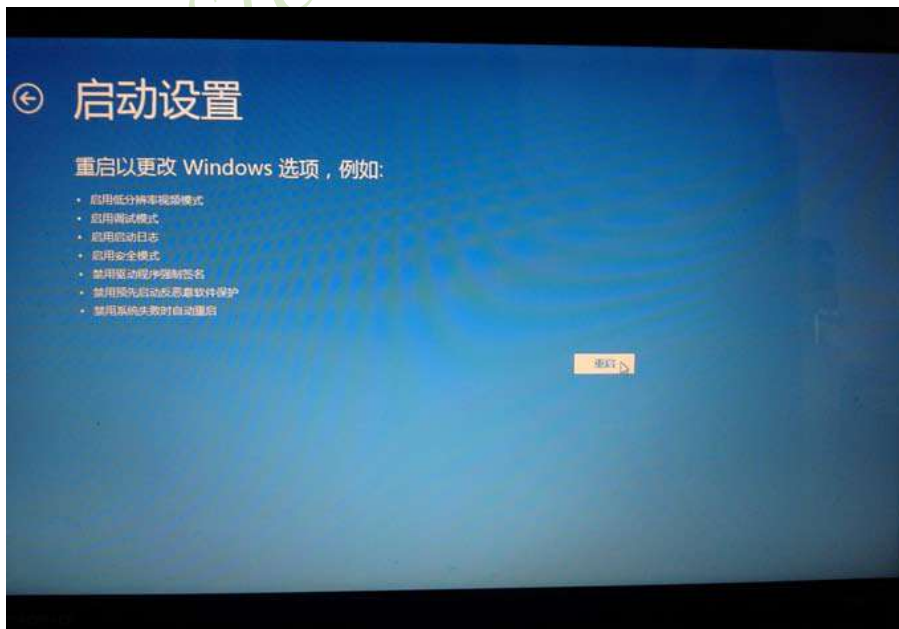 启动设置
重启以更改 Windows 选项，例如:
启用低分辨率视频模式
启用调试模式
启用启动日志
启用安全模式
禁用驱动程序强制签名
禁用预先启动反恶意软件保护
禁用系统失败时自动重启
重启